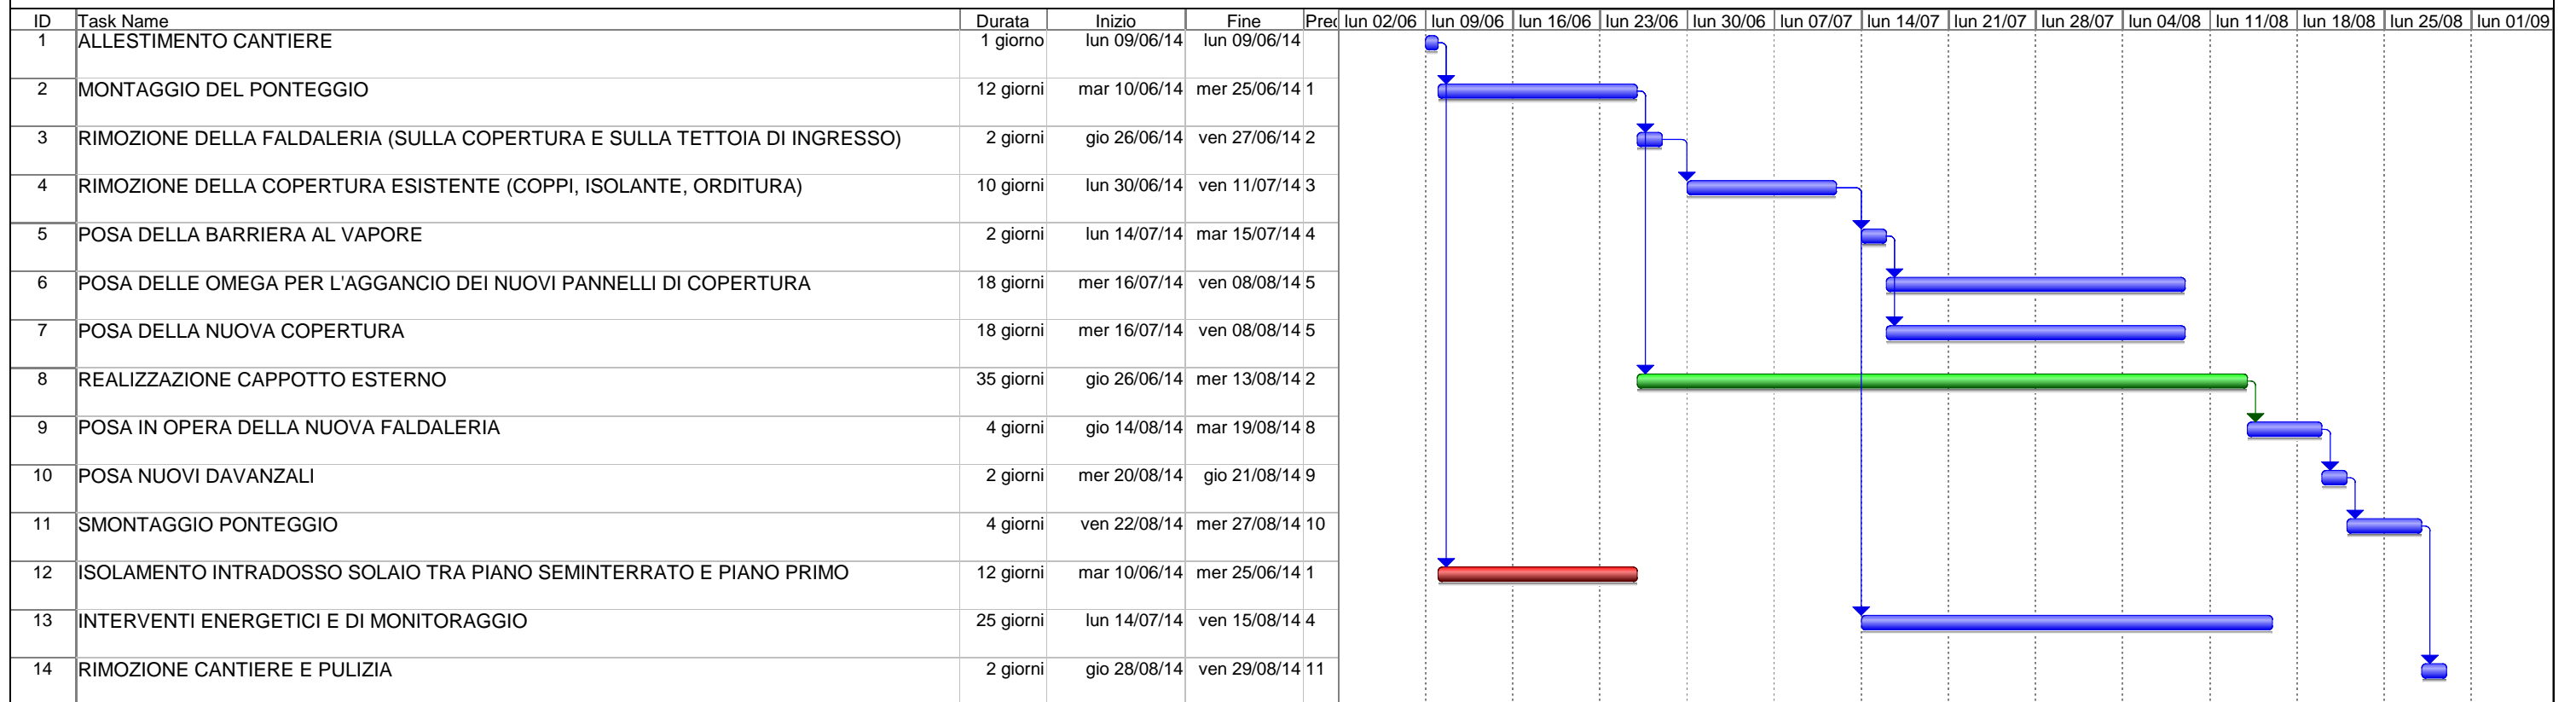 ID Task Name Durata Inizio Fine Prec lun 02/06 lun 09/06 lun 16/06 lun 23/06 lun 30/06 lun 07/07 lun 14/07 lun 21/07 lun 28/07 lun 04/08 lun 11/08 lun 18/08 lun 25/08 lun 01/09
1 ALLESTIMENTO CANTIERE 1 giorno lun 09/06/14 lun 09/06/14
2 MONTAGGIO DEL PONTEGGIO 12 giorni mar 10/06/14 mer 25/06/14 1
3 RIMOZIONE DELLA FALDALERIA (SULLA COPERTURA E SULLA TETTOIA DI INGRESSO) 2 giorni gio 26/06/14 ven 27/06/14 2
4 RIMOZIONE DELLA COPERTURA ESISTENTE (COPPI, ISOLANTE, ORDITURA) 10 giorni lun 30/06/14 ven 11/07/14 3
5 POSA DELLA BARRIERA AL VAPORE 2 giorni lun 14/07/14 mar 15/07/14 4
6 POSA DELLE OMEGA PER L'AGGANCIO DEI NUOVI PANNELLI DI COPERTURA 18 giorni mer 16/07/14 ven 08/08/14 5
7 POSA DELLA NUOVA COPERTURA 18 giorni mer 16/07/14 ven 08/08/14 5
8 REALIZZAZIONE CAPPOTTO ESTERNO 35 giorni gio 26/06/14 mer 13/08/14 2
9 POSA IN OPERA DELLA NUOVA FALDALERIA 4 giorni gio 14/08/14 mar 19/08/14 8
10 POSA NUOVI DAVANZALI 2 giorni mer 20/08/14 gio 21/08/14 9
11 SMONTAGGIO PONTEGGIO 4 giorni ven 22/08/14 mer 27/08/14 10
12 ISOLAMENTO INTRADOSSO SOLAIO TRA PIANO SEMINTERRATO E PIANO PRIMO 12 giorni mar 10/06/14 mer 25/06/14 1
13 INTERVENTI ENERGETICI E DI MONITORAGGIO 25 giorni lun 14/07/14 ven 15/08/14 4
14 RIMOZIONE CANTIERE E PULIZIA 2 giorni gio 28/08/14 ven 29/08/14 11